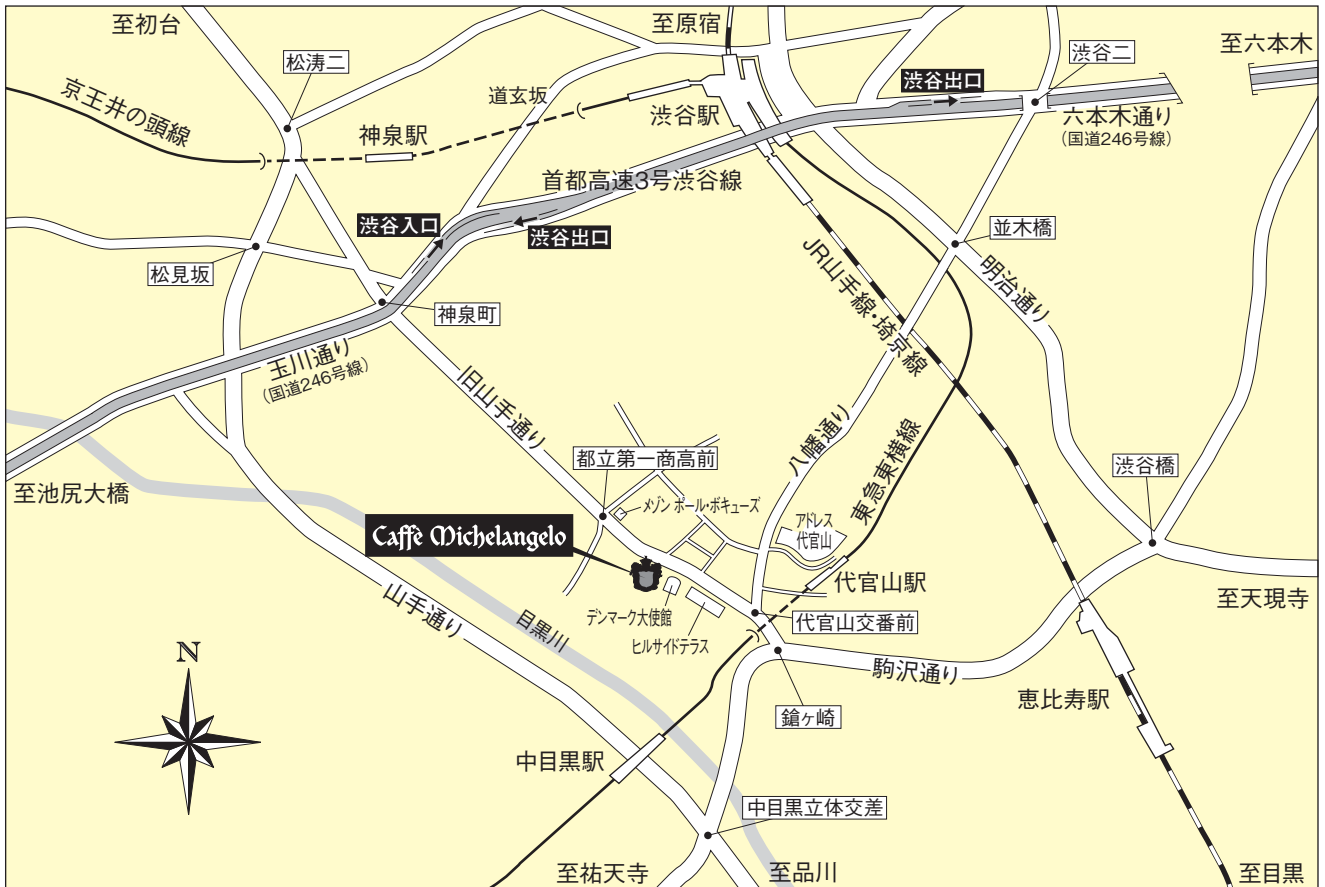 至初台
至原宿
至六本木
松涛二
渋谷二
渋谷出口
京王井の頭線
道玄坂
渋谷駅
六本木通り
(国道246号線)
神泉駅
首都高速3号渋谷線
渋谷入口
渋谷出口
並木橋
松見坂
JR山手線・埼京線
明治通り
神泉町
玉川通り
(国道246号線)
旧山手通り
八幡通り
東急東横線
都立第一商高前
渋谷橋
至池尻大橋
メゾン ポール・ボキューズ
アドレス
代官山
Caffè Michelangelo
代官山駅
至天現寺
山手通り
目黒川
デンマーク大使館
ヒルサイドテラス
代官山交番前
N
駒沢通り
恵比寿駅
鎗ヶ崎
中目黒駅
中目黒立体交差
至祐天寺
至品川
至目黒